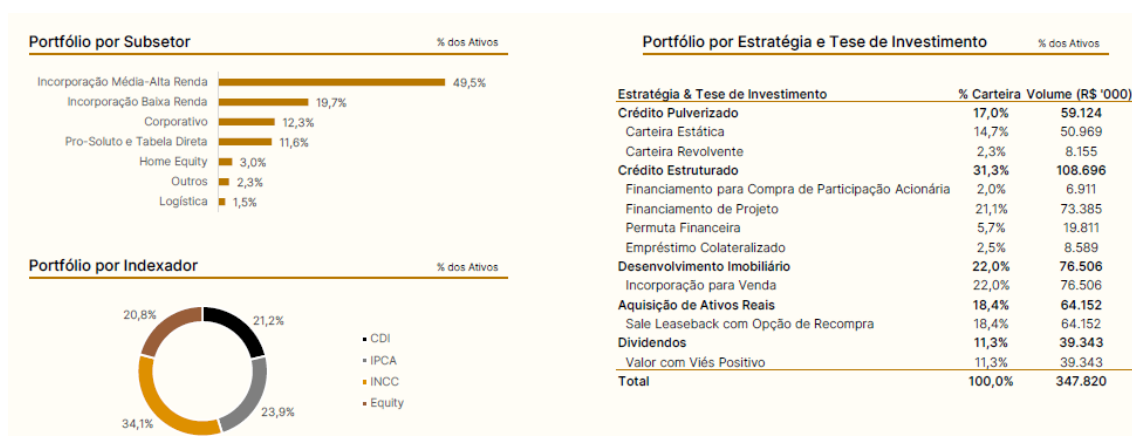 Portfólio por Subsetor % dos Ativos
Incorporação Média-Alta Renda 49,5%
Incorporação Baixa Renda 19,7%
Corporativo 12,3%
Pro-Soluto e Tabela Direta 11,6%
Home Equity 3,0%
Outros 2,3%
Logística 1,5%
Portfólio por Indexador % dos Ativos
20,8%
21,2%
23,9%
34,1%
CDI
IPCA
INCC
Equity
Portfólio por Estratégia e Tese de Investimento % dos Ativos
Estratégia & Tese de Investimento % Carteira Volume (R$ '000)
Crédito Pulverizado 17,0% 59.124
Carteira Estática 14,7% 50.969
Carteira Revolvente 2,3% 8.155
Crédito Estruturado 31,3% 108.696
Financiamento para Compra de Participação Acionária 2,0% 6.911
Financiamento de Projeto 21,1% 73.385
Permuta Financeira 5,7% 19.811
Empréstimo Colateralizado 2,5% 8.589
Desenvolvimento Imobiliário 22,0% 76.506
Incorporação para Venda 22,0% 76.506
Aquisição de Ativos Reais 18,4% 64.152
Sale Leaseback com Opção de Recompra 18,4% 64.152
Dividendos 11,3% 39.343
Valor com Viés Positivo 11,3% 39.343
Total 100,0% 347.820